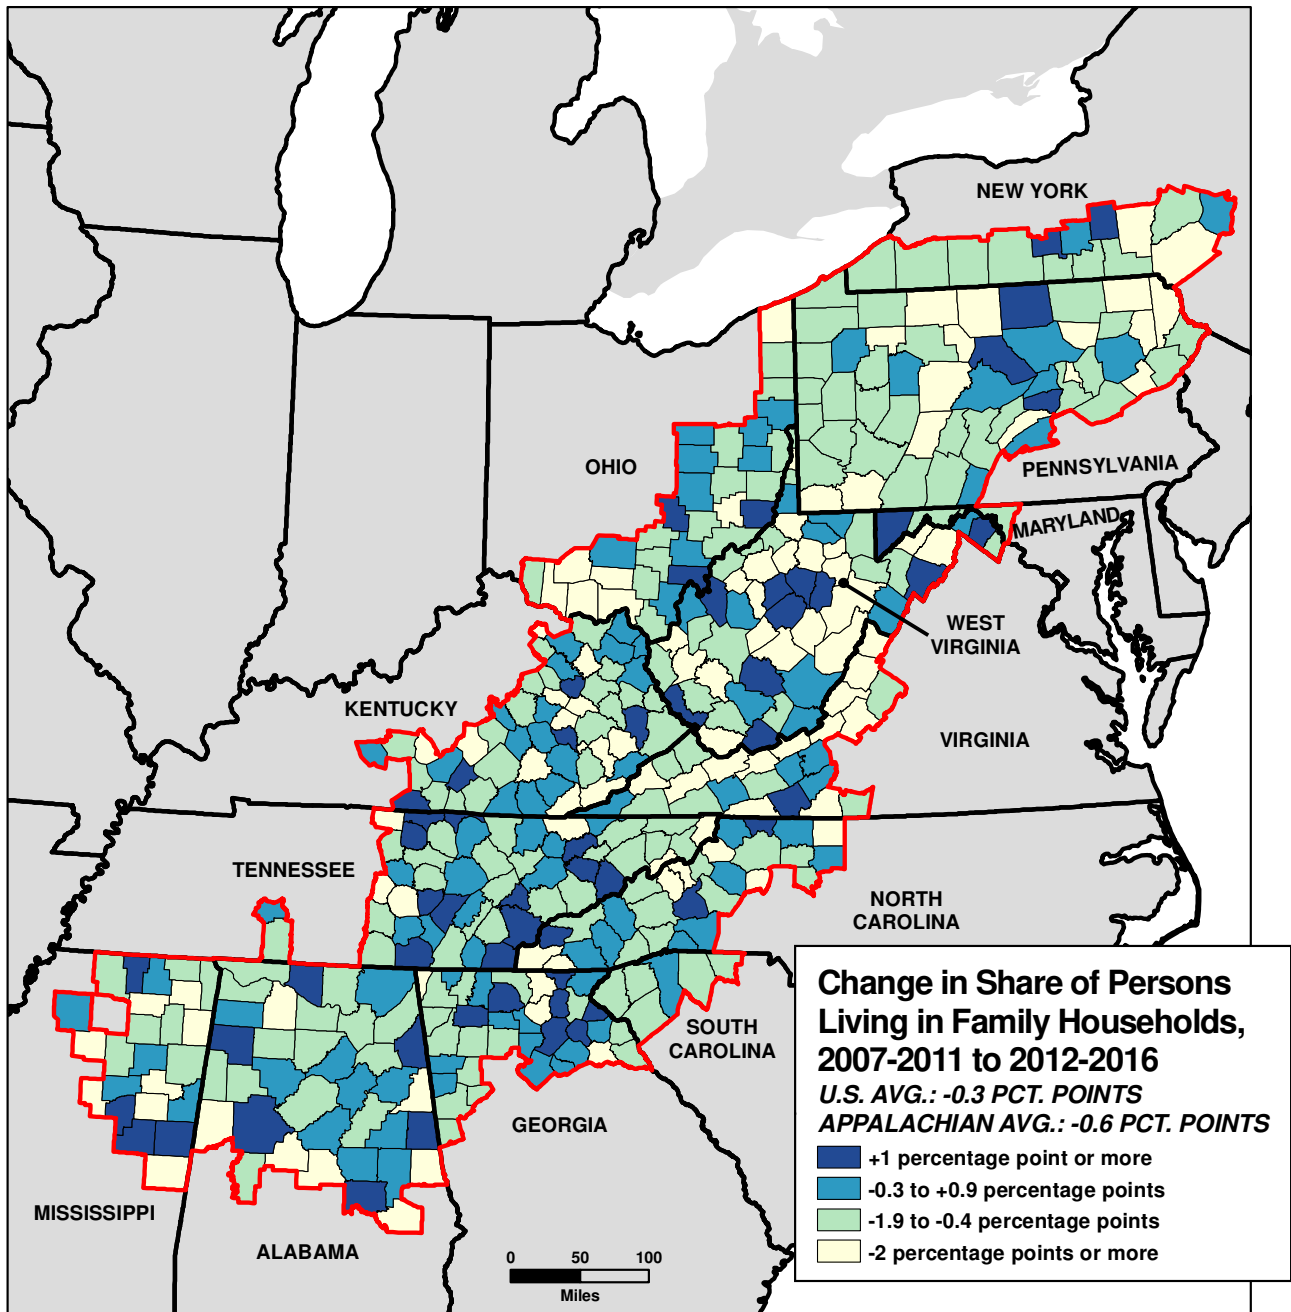 NEW YORK
OHIO
PENNSYLVANIA
MARYLAND
WEST
VIRGINIA
KENTUCKY
VIRGINIA
TENNESSEE
NORTH
CAROLINA
SOUTH
CAROLINA
GEORGIA
MISSISSIPPI
ALABAMA
Change in Share of Persons
Living in Family Households,
2007-2011 to 2012-2016
U.S. AVG.: -0.3 PCT. POINTS
APPALACHIAN AVG.: -0.6 PCT. POINTS
+1 percentage point or more
-0.3 to +0.9 percentage points
-1.9 to -0.4 percentage points
-2 percentage points or more
0 50 100
Miles